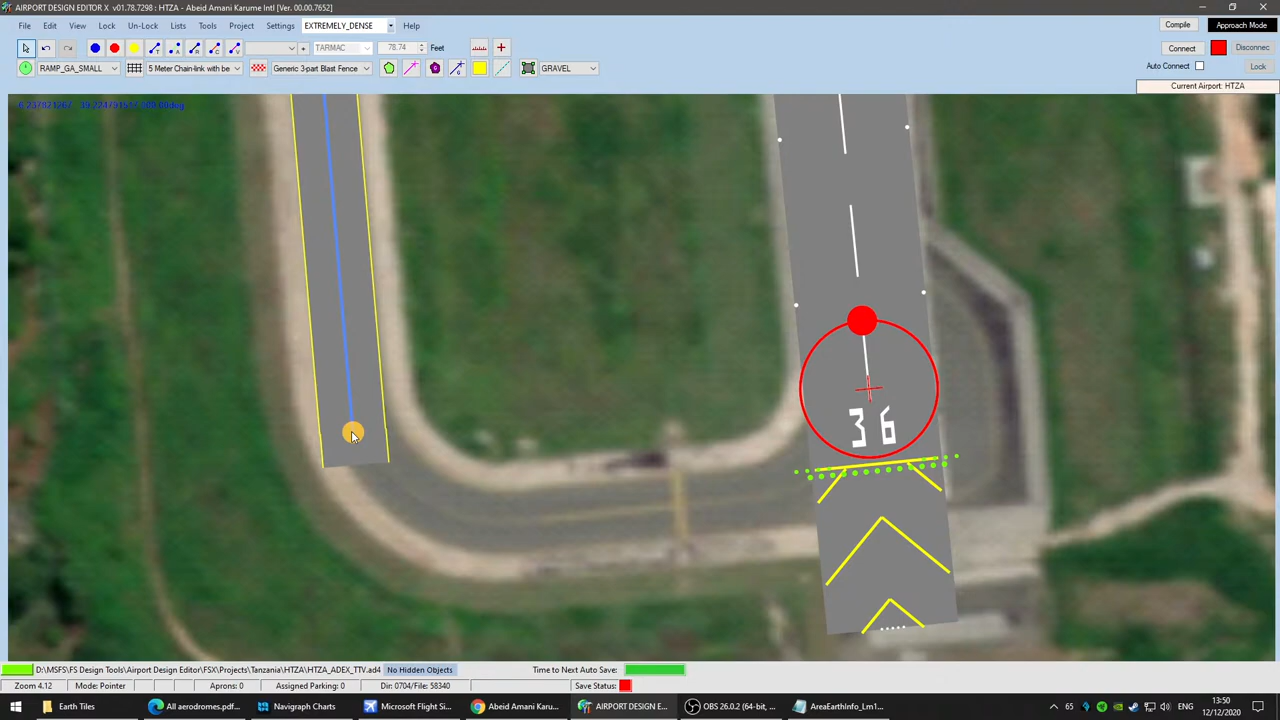 AIRPORT DESIGN EDITOR X v01.78.7298 : HTZA - Abeid Amani Karume Intl [Ver. 00.00.7652]
File Edit View Lock Un-Lock Lists Tools Project Settings EXTREMELY_DENSE Help
Compile Approach Mode
TARMAC 78.74 Feet
Connect Disconnec
Auto Connect Lock
RAMP_GA_SMALL 5 Meter Chain-link with be Generic 3-part Blast Fence GRAVEL
Current Airport: HTZA
36
D:\MSFS\FS Design Tools\Airport Design Editor\FSX\Projects\Tanzania\HTZA\HTZA_ADEX_TTV.ad4 No Hidden Objects Time to Next Auto Save:
Zoom 4.12 Mode: Pointer Aprons: 0 Assigned Parking: 0 Dir: 0704/File: 58340 Save Status:
Earth Tiles All aerodromes.pdf... Navigraph Charts Microsoft Flight Si... Abeid Amani Karum... AIRPORT DESIGN E... OBS 26.0.2 (64-bit, ... AreaEarthInfo_Lm1... 65 ENG 13:50
12/12/2020